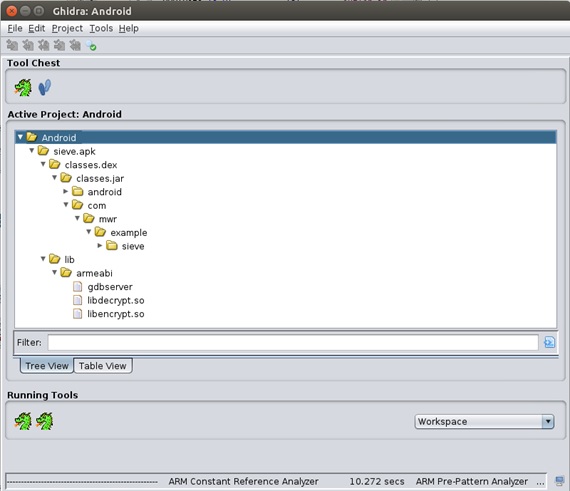 Ghidra: Android
File Edit Project Tools Help
Tool Chest
Active Project: Android
Android
sieve.apk
classes.dex
classes.jar
android
com
mwr
example
sieve
lib
armeabi
gdbserver
libdecrypt.so
libencrypt.so
Filter:
Tree View Table View
Running Tools
Workspace
---------------------------------------- ARM Constant Reference Analyzer 10.272 secs ARM Pre-Pattern Analyzer ...